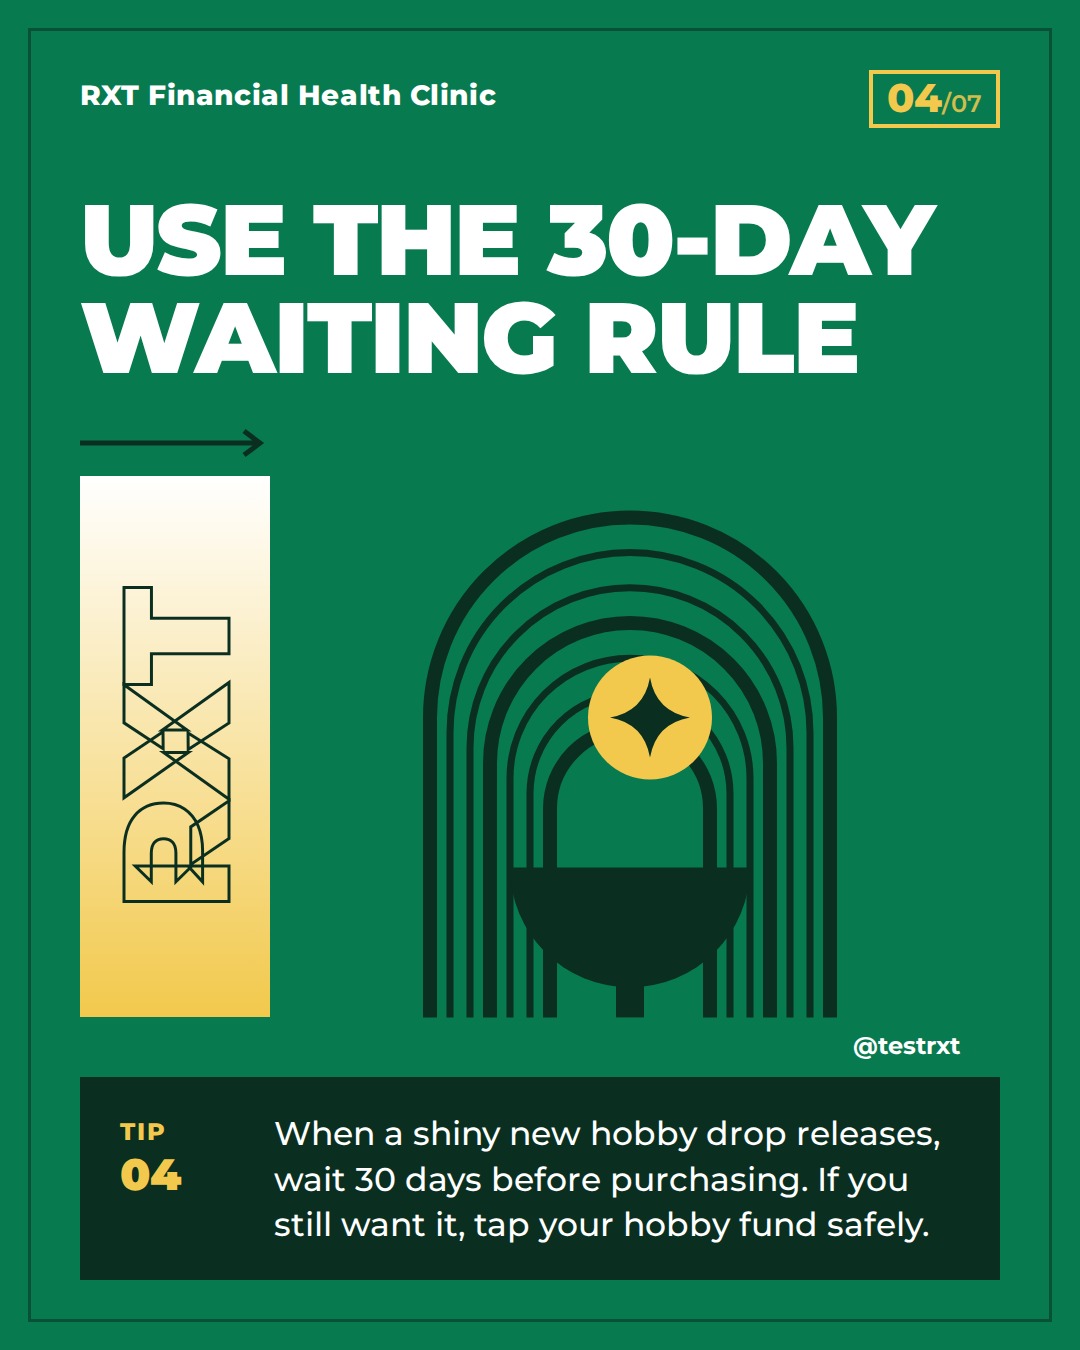 RXT Financial Health Clinic
04/07
USE THE 30-DAY
WAITING RULE
RXT
@testrxt
TIP
04
When a shiny new hobby drop releases,
wait 30 days before purchasing. If you
still want it, tap your hobby fund safely.